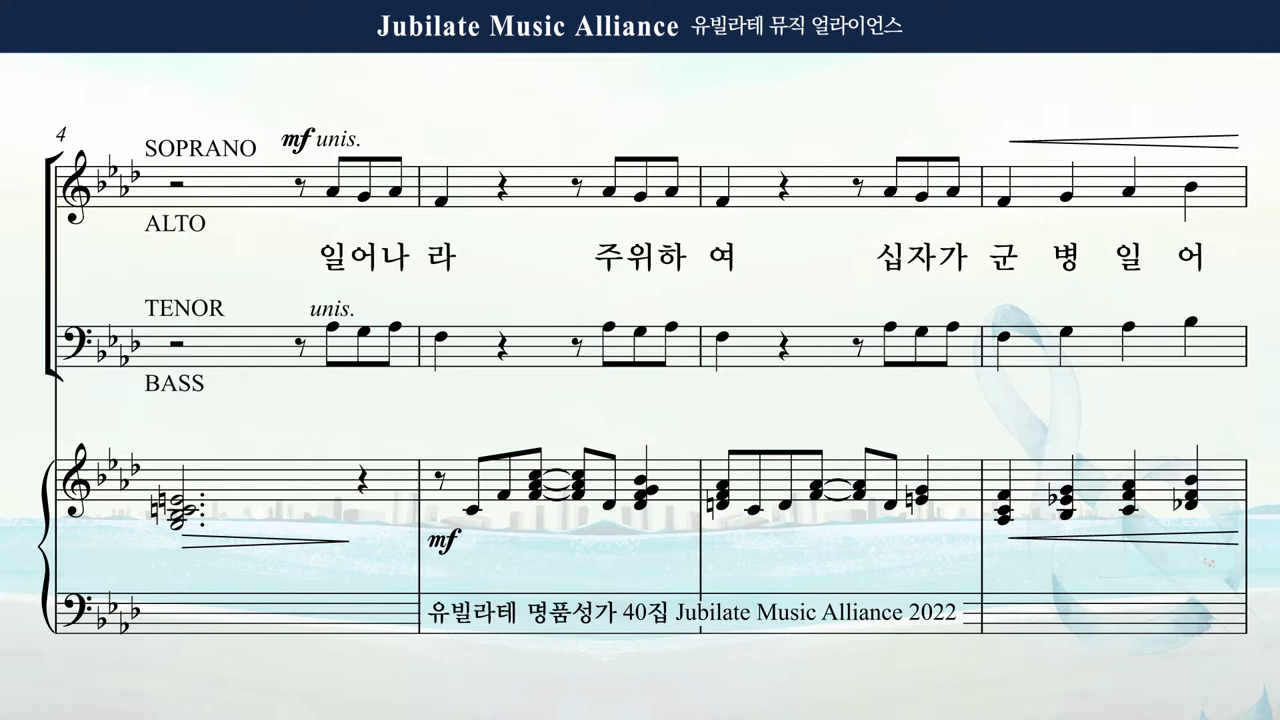 Jubilate Music Alliance 유빌라테 뮤직 얼라이언스
4
SOPRANO
mf unis.
ALTO
일어나 라 주위하 여 십자가 군 병 일 어
TENOR
unis.
BASS
mf
유빌라테 명품성가 40집 Jubilate Music Alliance 2022